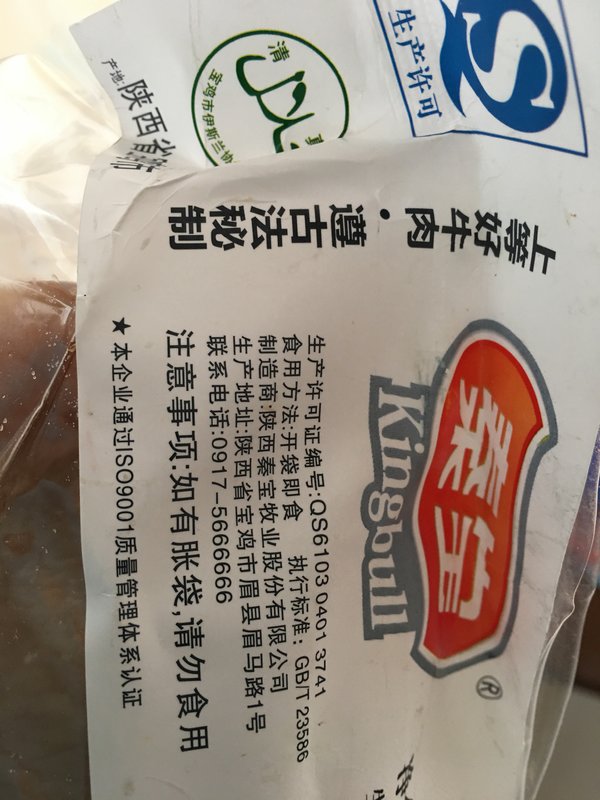 生产许可
QS
清
宝鸡市伊斯兰协
产地:陕西省
上等好牛肉·遵古法秘制
秦宝
Kingbull
®
生产许可证编号:QS6103 0401 3741
食用方法:开袋即食 执行标准: GB/T 23586
制造商:陕西秦宝牧业股份有限公司
生产地址:陕西省宝鸡市眉县眉马路1号
联系电话:0917-5666666
注意事项:如有胀袋,请勿食用
★本企业通过ISO9001质量管理体系认证